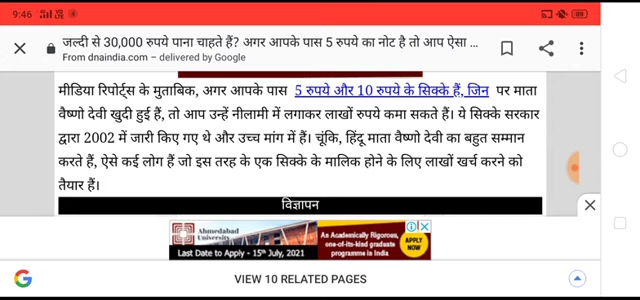 9:46
89
जल्दी से 30,000 रुपये पाना चाहते हैं? अगर आपके पास 5 रुपये का नोट है तो आप ऐसा ...
From dnaindia.com – delivered by Google
मीडिया रिपोर्ट्स के मुताबिक, अगर आपके पास 5 रुपये और 10 रुपये के सिक्के हैं, जिन पर माता
वैष्णो देवी खुदी हुई हैं, तो आप उन्हें नीलामी में लगाकर लाखों रुपये कमा सकते हैं। ये सिक्के सरकार
द्वारा 2002 में जारी किए गए थे और उच्च मांग में हैं। चूंकि, हिंदू माता वैष्णो देवी का बहुत सम्मान
करते हैं, ऐसे कई लोग हैं जो इस तरह के एक सिक्के के मालिक होने के लिए लाखों खर्च करने को
तैयार हैं।
विज्ञापन
Ahmedabad
University
Last Date to Apply - 15th July, 2021
An Academically Rigorous,
one-of-its-kind graduate
programme in India
APPLY
NOW
VIEW 10 RELATED PAGES